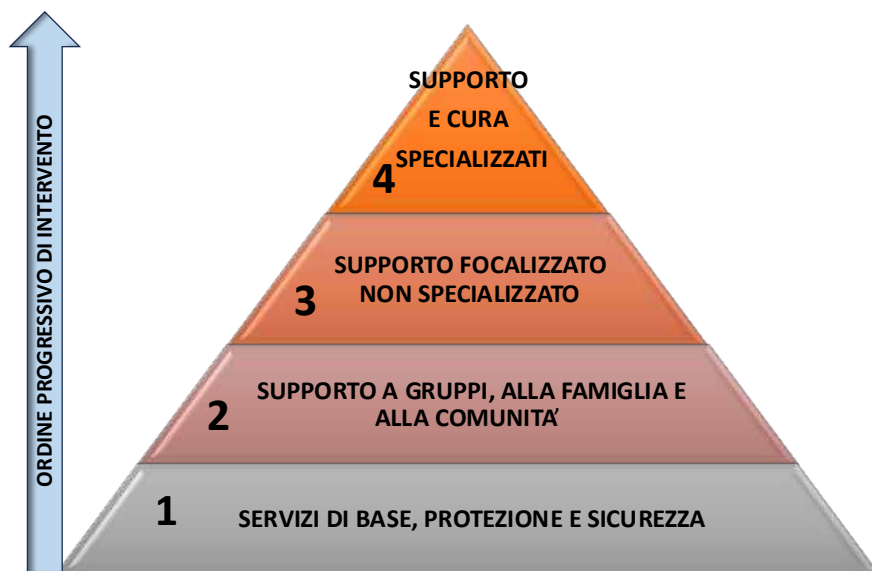 ORDINE PROGRESSIVO DI INTERVENTO
SUPPORTO
E CURA
SPECIALIZZATI
4
SUPPORTO FOCALIZZATO
NON SPECIALIZZATO
3
SUPPORTO A GRUPPI, ALLA FAMIGLIA E
ALLA COMUNITA’
2
1
SERVIZI DI BASE, PROTEZIONE E SICUREZZA